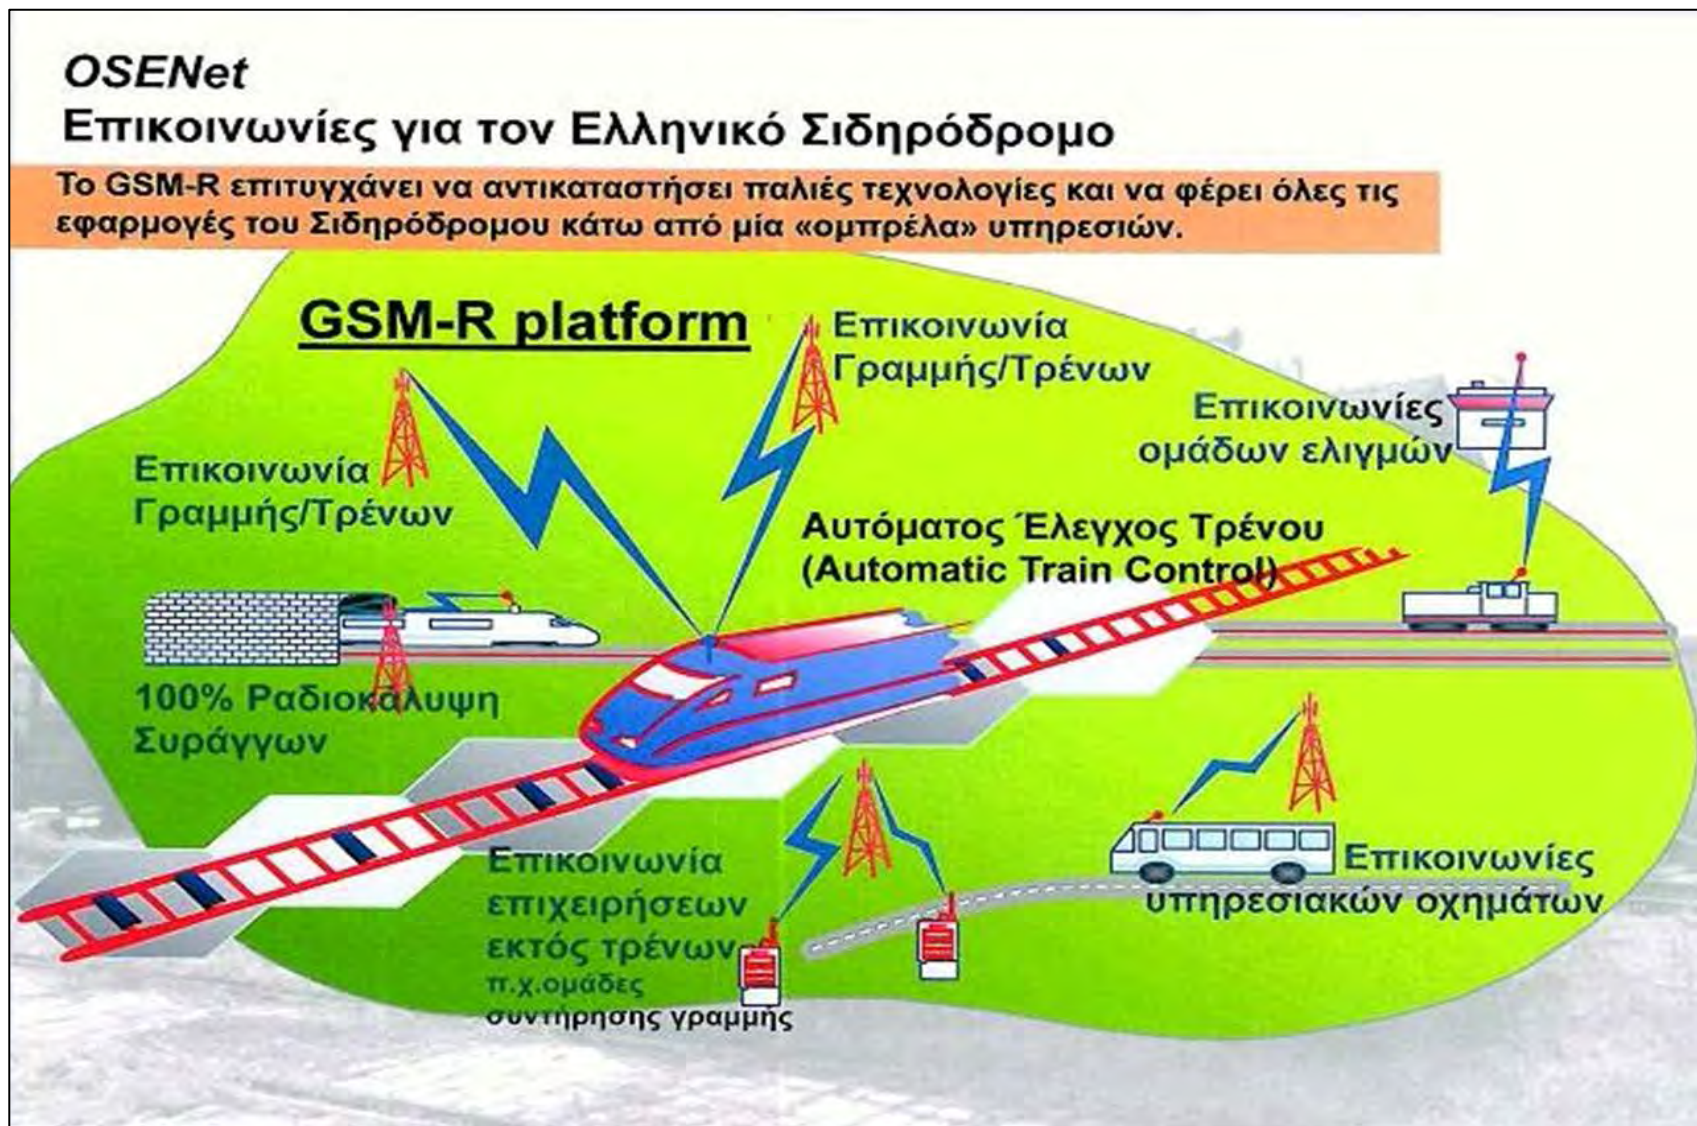 OSENet
Επικοινωνίες για τον Ελληνικό Σιδηρόδρομο
Το GSM-R επιτυγχάνει να αντικαταστήσει παλιές τεχνολογίες και να φέρει όλες τις
εφαρμογές του Σιδηρόδρομου κάτω από μία «ομπρέλα» υπηρεσιών.
GSM-R platform
Επικοινωνία
Γραμμής/Τρένων
Επικοινωνίες
ομάδων ελιγμών
Επικοινωνία
Γραμμής/Τρένων
Αυτόματος Έλεγχος Τρένου
(Automatic Train Control)
100% Ραδιοκάλυψη
Συράγγων
Επικοινωνία
επιχειρήσεων
εκτός τρένων
π.χ.ομάδες
συντήρησης γραμμής
Επικοινωνίες
υπηρεσιακών οχημάτων